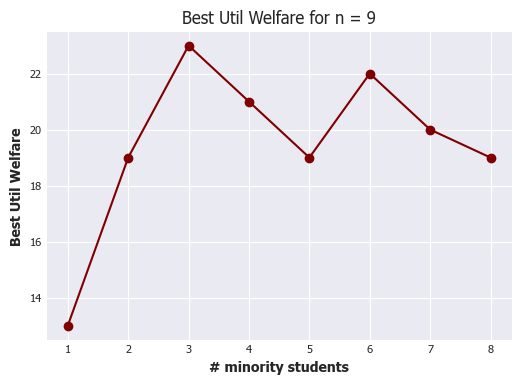 Best Util Welfare for n = 9
Best Util Welfare
22
20
18
16
14
1 2 3 4 5 6 7 8
# minority students